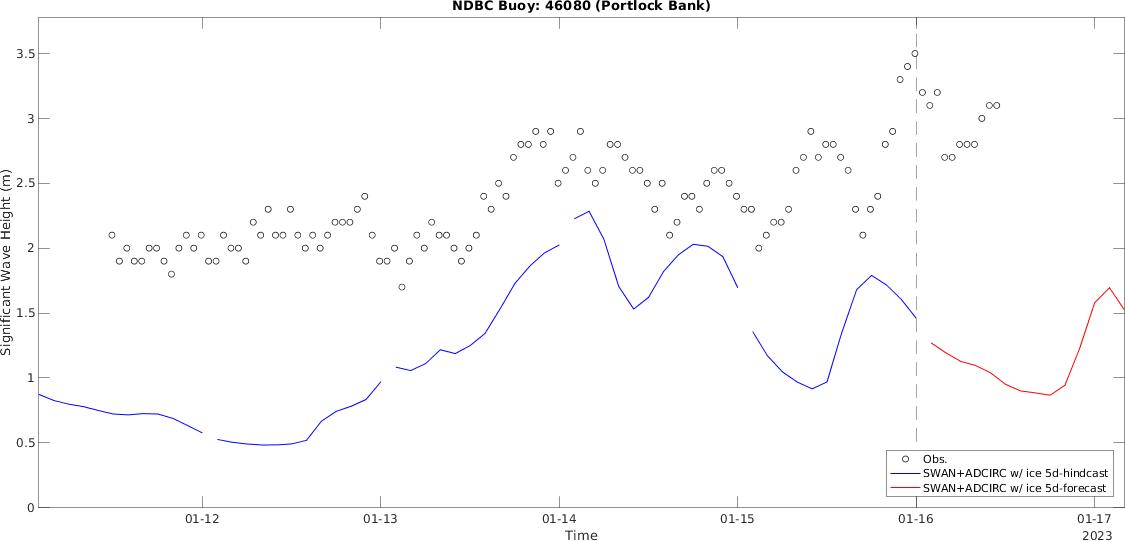 NDBC Buoy: 46080 (Portlock Bank)
3.5
3
2.5
2
1.5
1
0.5
0
Significant Wave Height (m)
Obs.
SWAN+ADCIRC w/ ice 5d-hindcast
SWAN+ADCIRC w/ ice 5d-forecast
01-12
01-13
01-14
01-15
01-16
01-17
Time
2023